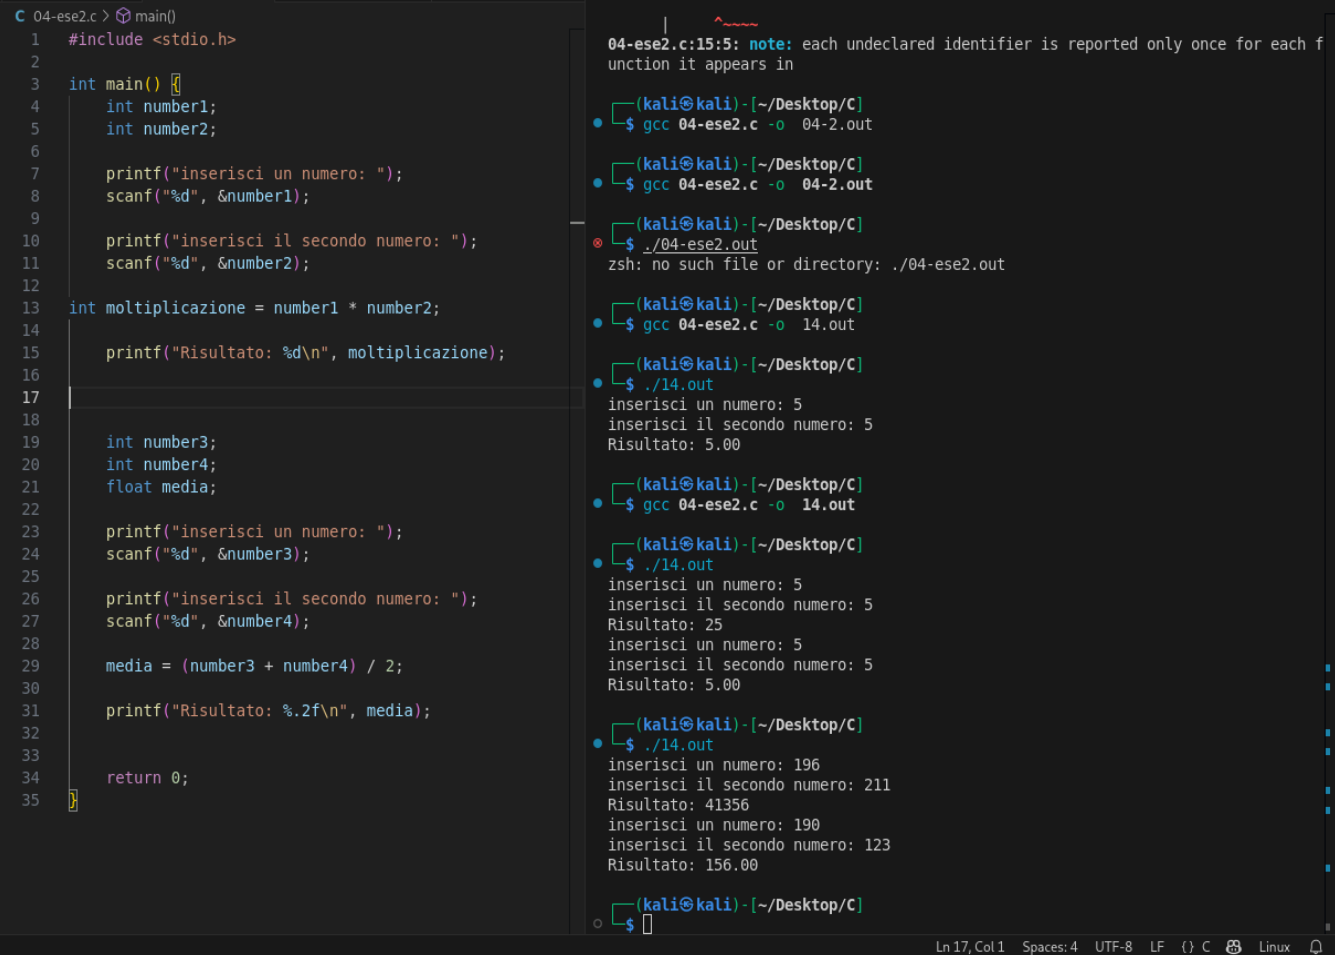 C 04-ese2.c > main()
1 #include <stdio.h>
2
3 int main() {
4     int number1;
5     int number2;
6
7     printf("inserisci un numero: ");
8     scanf("%d", &number1);
9
10     printf("inserisci il secondo numero: ");
11     scanf("%d", &number2);
12
13 int moltiplicazione = number1 * number2;
14
15     printf("Risultato: %d\n", moltiplicazione);
16
17
18
19     int number3;
20     int number4;
21     float media;
22
23     printf("inserisci un numero: ");
24     scanf("%d", &number3);
25
26     printf("inserisci il secondo numero: ");
27     scanf("%d", &number4);
28
29     media = (number3 + number4) / 2;
30
31     printf("Risultato: %.2f\n", media);
32
33
34     return 0;
35 }
|     ^~~~~
04-ese2.c:15:5: note: each undeclared identifier is reported only once for each f
unction it appears in
┌──(kali㉿kali)-[~/Desktop/C]
└─$ gcc 04-ese2.c -o  04-2.out
┌──(kali㉿kali)-[~/Desktop/C]
└─$ gcc 04-ese2.c -o  04-2.out
┌──(kali㉿kali)-[~/Desktop/C]
└─$ ./04-ese2.out
zsh: no such file or directory: ./04-ese2.out
┌──(kali㉿kali)-[~/Desktop/C]
└─$ gcc 04-ese2.c -o  14.out
┌──(kali㉿kali)-[~/Desktop/C]
└─$ ./14.out
inserisci un numero: 5
inserisci il secondo numero: 5
Risultato: 5.00
┌──(kali㉿kali)-[~/Desktop/C]
└─$ gcc 04-ese2.c -o  14.out
┌──(kali㉿kali)-[~/Desktop/C]
└─$ ./14.out
inserisci un numero: 5
inserisci il secondo numero: 5
Risultato: 25
inserisci un numero: 5
inserisci il secondo numero: 5
Risultato: 5.00
┌──(kali㉿kali)-[~/Desktop/C]
└─$ ./14.out
inserisci un numero: 196
inserisci il secondo numero: 211
Risultato: 41356
inserisci un numero: 190
inserisci il secondo numero: 123
Risultato: 156.00
┌──(kali㉿kali)-[~/Desktop/C]
└─$
Ln 17, Col 1 Spaces: 4 UTF-8 LF {} C Linux